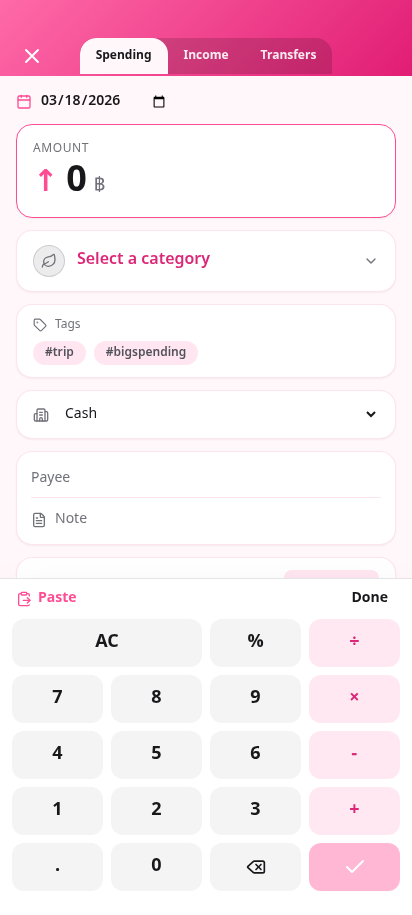 Spending Income Transfers
03/18/2026
AMOUNT
↑ 0 ฿
Select a category
Tags
#trip #bigspending
Cash
Payee
Note
Paste Done
AC % ÷
7 8 9 ×
4 5 6 -
1 2 3 +
. 0